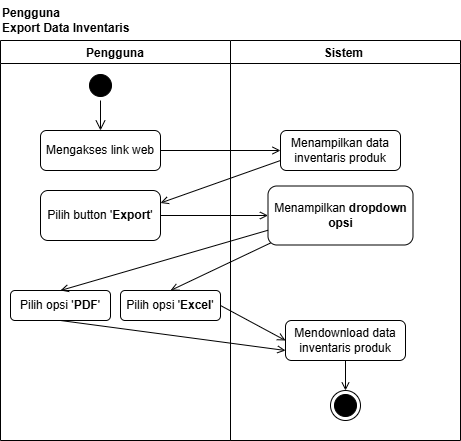 Pengguna
Export Data Inventaris
Pengguna
Sistem
Mengakses link web
Menampilkan data
inventaris produk
Pilih button 'Export'
Menampilkan dropdown
opsi
Pilih opsi 'PDF'
Pilih opsi 'Excel'
Mendownload data
inventaris produk